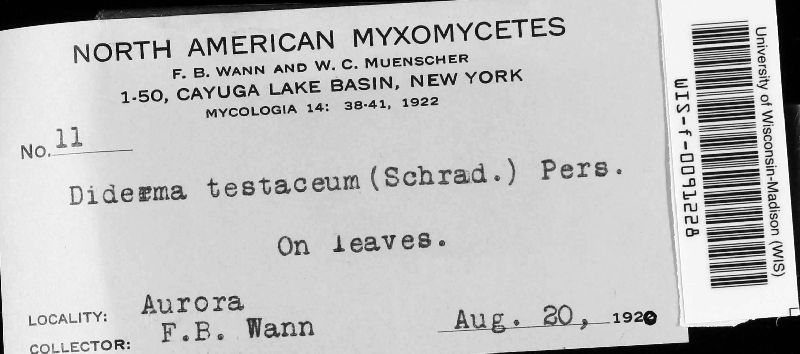 NORTH AMERICAN MYXOMYCETES
F. B. WANN AND W. C. MUENSCHER
1-50, CAYUGA LAKE BASIN, NEW YORK
MYCOLOGIA 14: 38-41, 1922
No. 11
Diderma testaceum (Schrad.) Pers.
On leaves.
LOCALITY: Aurora
COLLECTOR: F.B. Wann
Aug. 20, 1920
University of Wisconsin-Madison (WIS)
WIS-f-0091228